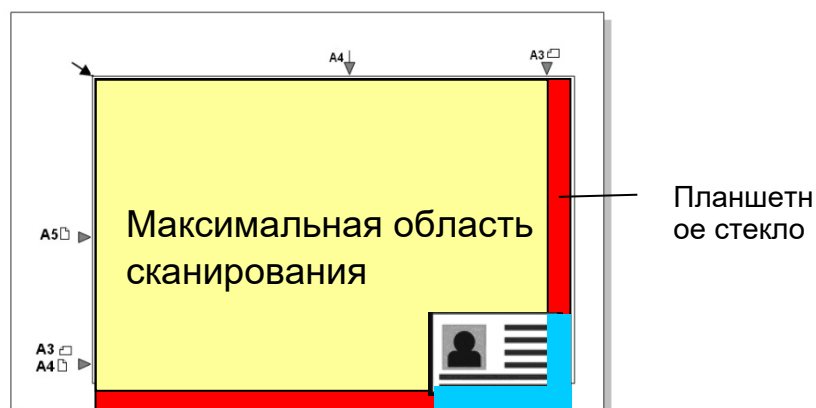 A4
A3
Максимальная область
сканирования
Планшетн
ое стекло
A5
A3
A4